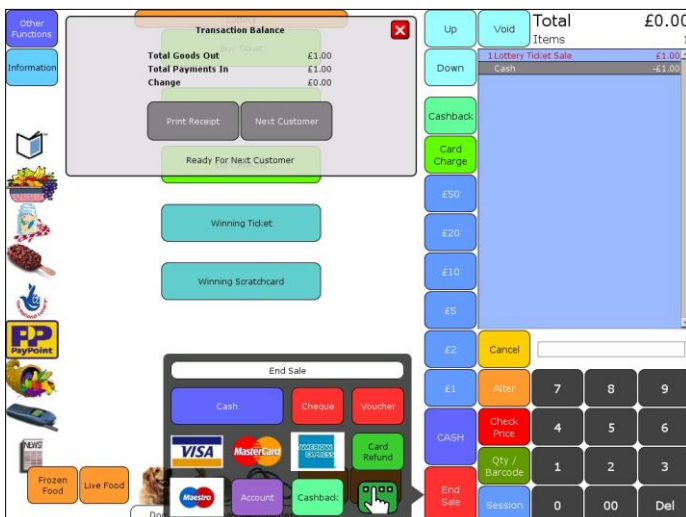 Other
Functions
Information
Transaction Balance
Total Goods Out £1.00
Total Payments In £1.00
Change £0.00
Print Receipt
Next Customer
Ready For Next Customer
Winning Ticket
Winning Scratchcard
Up
Void
Down
Total £0.00
Items 1
1 Lottery Ticket Sale £1.00
Cash -£1.00
Cashback
Card
Charge
£50
£20
£10
£5
£2
£1
CASH
End
Sale
Cancel
Alter
Check
Price
Qty /
Barcode
Session
7
8
9
4
5
6
1
2
3
0
00
Del
PP
PayPoint
NEWS
Frozen
Food
Live Food
End Sale
Cash
Cheque
Voucher
VISA
MasterCard
AMERICAN
EXPRESS
Card
Refund
Maestro
Account
Cashback